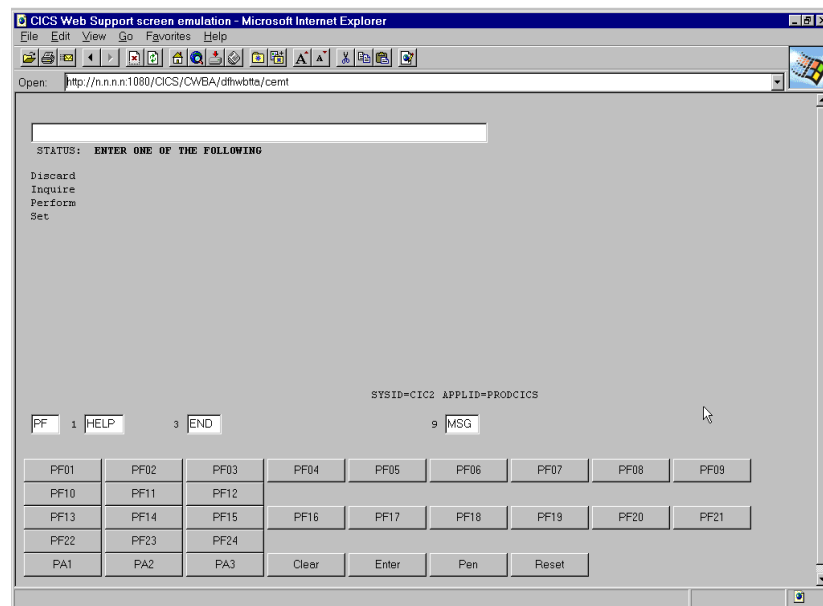 CICS Web Support screen emulation - Microsoft Internet Explorer
File Edit View Go Favorites Help
Open: http://n.n.n.n:1080/CICS/CWBA/dfhwbtta/cemt
STATUS: ENTER ONE OF THE FOLLOWING
Discard
Inquire
Perform
Set
SYSID=CIC2 APPLID=PRODCICS
PF 1 HELP 3 END 9 MSG
PF01 PF02 PF03 PF04 PF05 PF06 PF07 PF08 PF09
PF10 PF11 PF12
PF13 PF14 PF15 PF16 PF17 PF18 PF19 PF20 PF21
PF22 PF23 PF24
PA1 PA2 PA3 Clear Enter Pen Reset